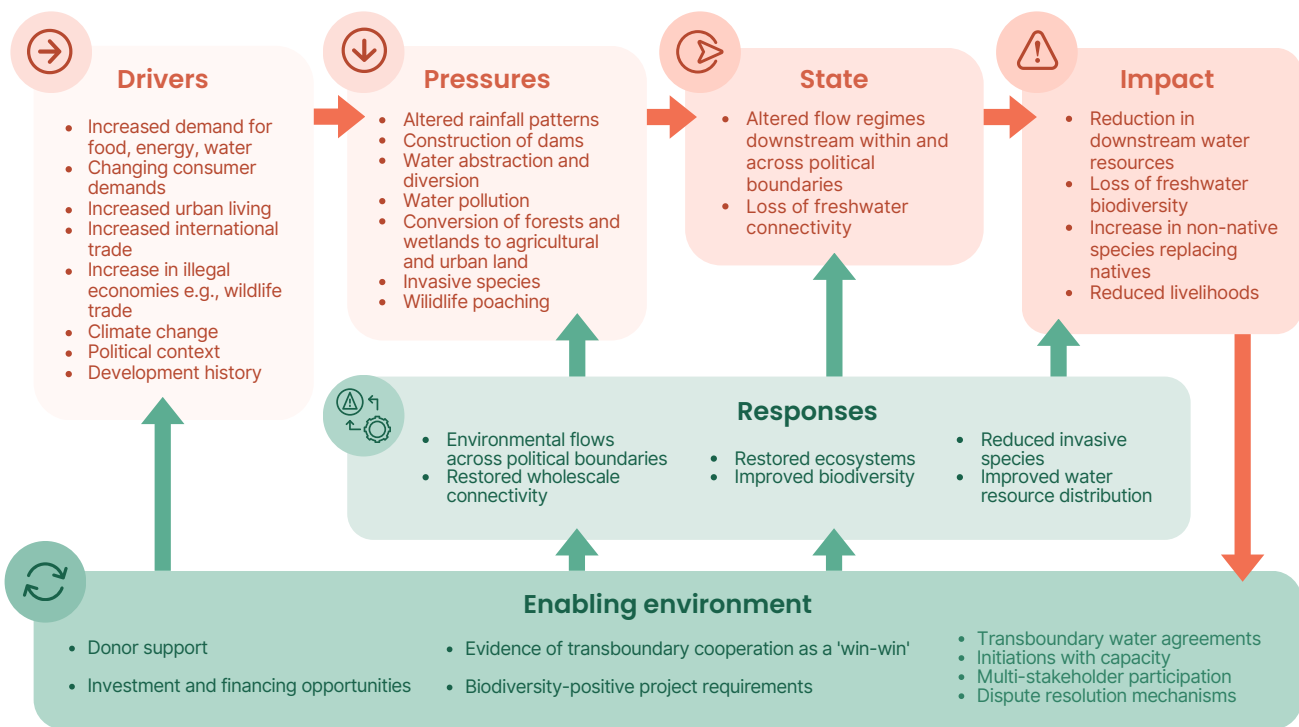 Drivers
• Increased demand for
food, energy, water
• Changing consumer
demands
• Increased urban living
• Increased international
trade
• Increase in illegal
economies e.g., wildlife
trade
• Climate change
• Political context
• Development history
Pressures
• Altered rainfall patterns
• Construction of dams
• Water abstraction and
diversion
• Water pollution
• Conversion of forests and
wetlands to agricultural
and urban land
• Invasive species
• Wilidlife poaching
State
• Altered flow regimes
downstream within and
across political
boundaries
• Loss of freshwater
connectivity
Impact
• Reduction in
downstream water
resources
• Loss of freshwater
biodiversity
• Increase in non-native
species replacing
natives
• Reduced livelihoods
Responses
• Environmental flows
across political boundaries
• Restored wholescale
connectivity
• Restored ecosystems
• Improved biodiversity
• Reduced invasive
species
• Improved water
resource distribution
Enabling environment
• Donor support
• Investment and financing opportunities
• Evidence of transboundary cooperation as a 'win-win'
• Biodiversity-positive project requirements
• Transboundary water agreements
• Initiations with capacity
• Multi-stakeholder participation
• Dispute resolution mechanisms